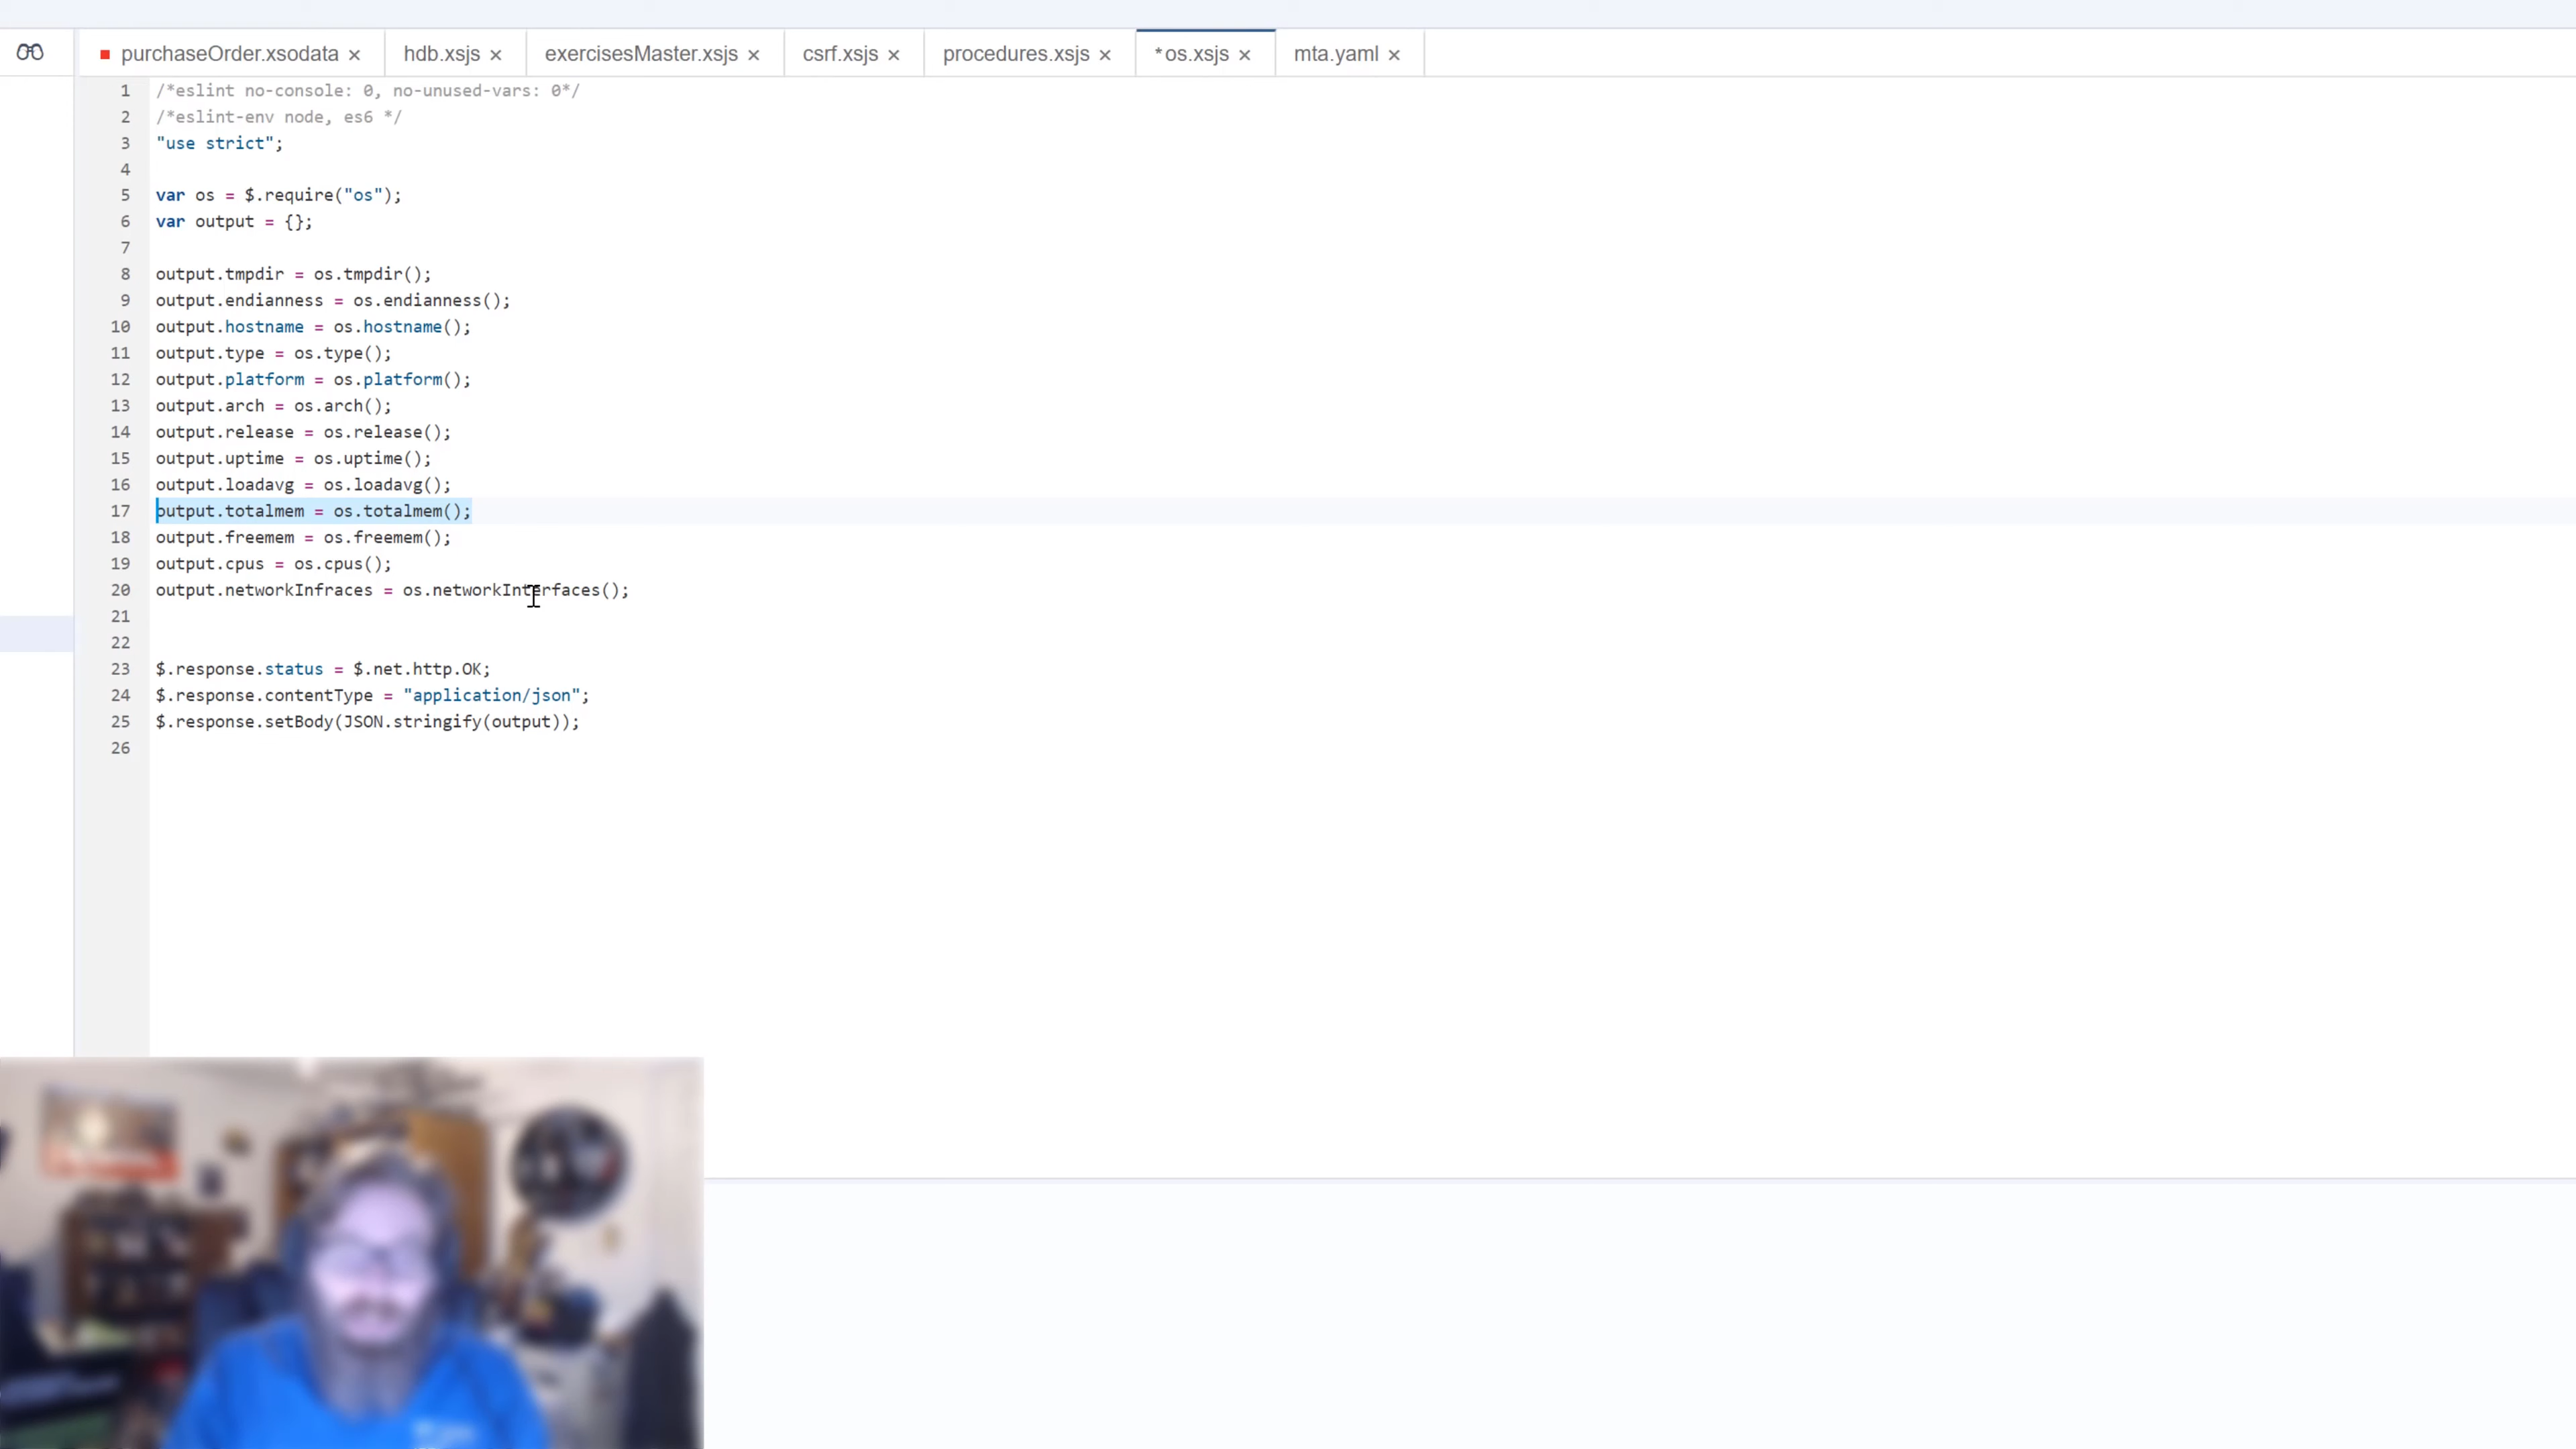 purchaseOrder.xsodata × hdb.xsjs × exercisesMaster.xsjs × csrf.xsjs × procedures.xsjs × *os.xsjs × mta.yaml ×
1 /*eslint no-console: 0, no-unused-vars: 0*/
2 /*eslint-env node, es6 */
3 "use strict";
4
5 var os = $.require("os");
6 var output = {};
7
8 output.tmpdir = os.tmpdir();
9 output.endianness = os.endianness();
10 output.hostname = os.hostname();
11 output.type = os.type();
12 output.platform = os.platform();
13 output.arch = os.arch();
14 output.release = os.release();
15 output.uptime = os.uptime();
16 output.loadavg = os.loadavg();
17 output.totalmem = os.totalmem();
18 output.freemem = os.freemem();
19 output.cpus = os.cpus();
20 output.networkInfraces = os.networkInterfaces();
21
22
23 $.response.status = $.net.http.OK;
24 $.response.contentType = "application/json";
25 $.response.setBody(JSON.stringify(output));
26